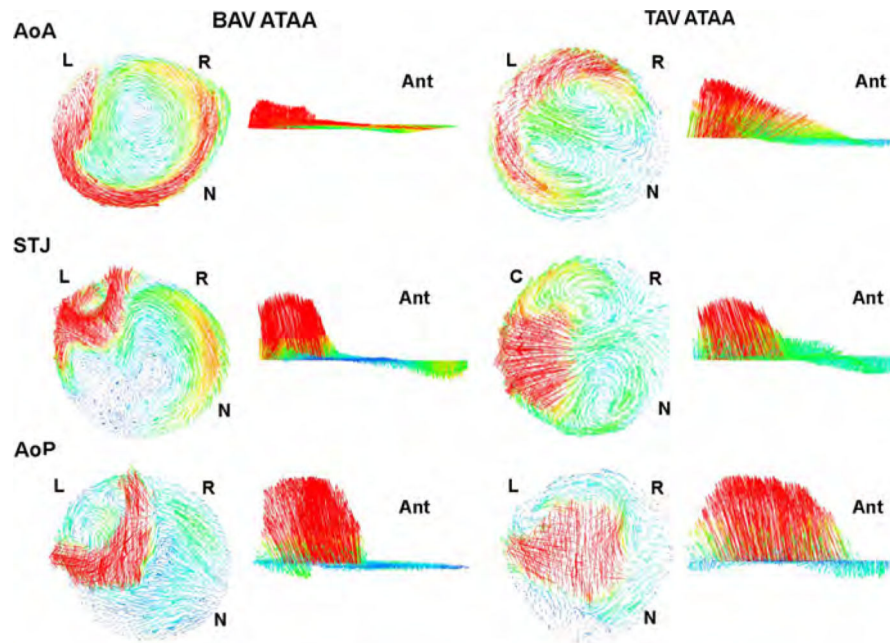 BAV ATAA TAV ATAA
AoA
L R Ant L R
N N
Ant
STJ
L R Ant C R Ant
N N
AoP
L R Ant L R Ant
N N